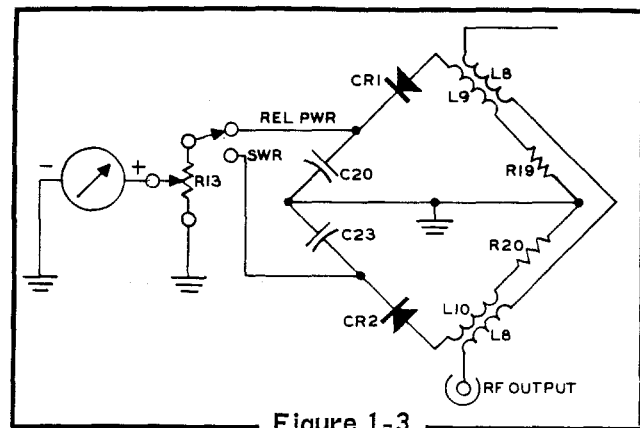 L8
CR1
L9
REL PWR
- + R13
SWR
C20
R19
C23
R20
L10
CR2
L8
RF OUTPUT
Figure 1-3